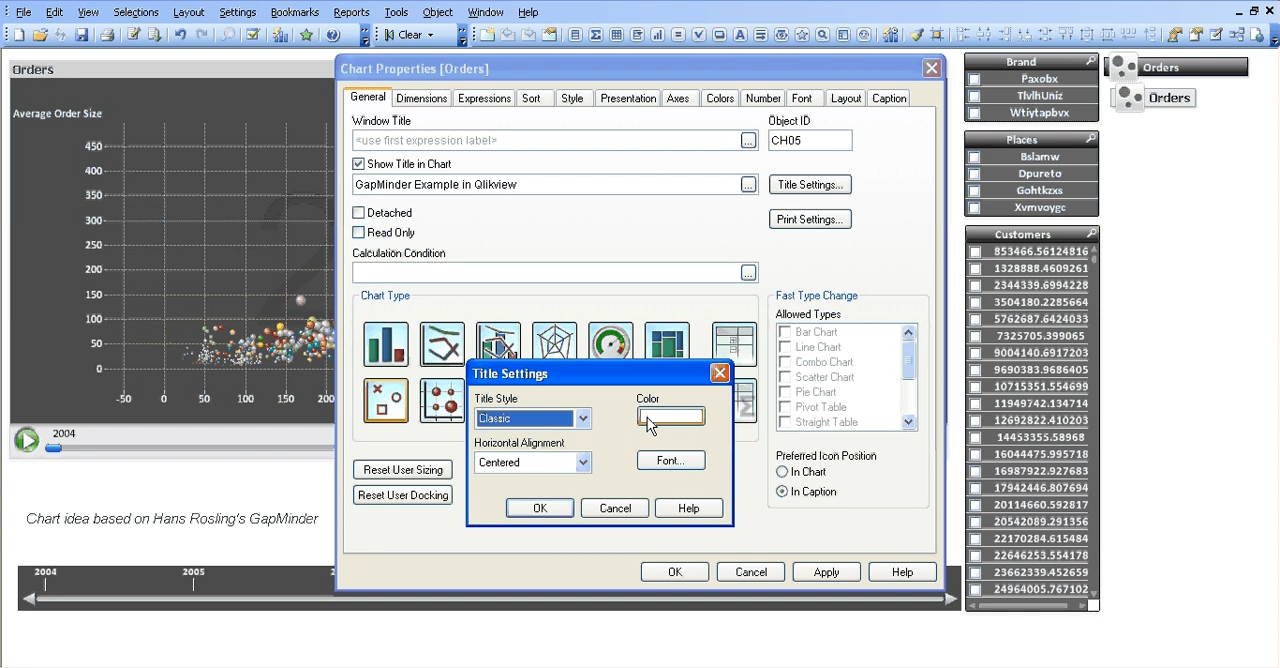 File Edit View Selections Layout Settings Bookmarks Reports Tools Object Window Help
Clear
Orders
Average Order Size
450
400
350
300
250
200
150
100
50
0
-50 0 50 100 150 200
2004
Chart idea based on Hans Rosling's GapMinder
2004 2005
Chart Properties [Orders]
General Dimensions Expressions Sort Style Presentation Axes Colors Number Font Layout Caption
Window Title
<use first expression label>
...
Object ID
CH05
Show Title in Chart
GapMinder Example in Qlikview
...
Title Settings...
Detached
Read Only
Print Settings...
Calculation Condition
...
Chart Type
Fast Type Change
Allowed Types
Bar Chart
Line Chart
Combo Chart
Scatter Chart
Pie Chart
Pivot Table
Straight Table
Preferred Icon Position
In Chart
In Caption
Reset User Sizing
Reset User Docking
OK Cancel Apply Help
Title Settings
Title Style
Classic
Color
Horizontal Alignment
Centered
Font...
OK Cancel Help
Brand
Paxobx
TlvlhUniz
Wtiytapbvx
Places
Bslamw
Dpureto
Gohtkzxs
Xvmvoygc
Customers
853466.56124816
1328888.4609261
2344339.6994228
3504180.2285664
5762687.6424033
7325705.399065
9004140.6917203
9690383.9686405
10715351.554699
11949742.134714
12692822.410203
14453355.58968
16044475.995718
16987922.927683
17942446.807694
20114660.592817
20542089.291356
22170284.615484
22646253.554178
23662339.452659
24964005.767102
Orders
Orders